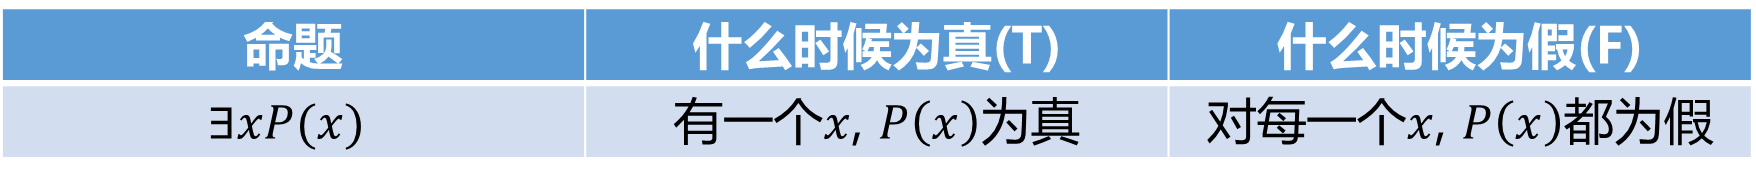 命题 什么时候为真(T) 什么时候为假(F)
∃xP(x) 有一个x, P(x)为真 对每一个x, P(x)都为假